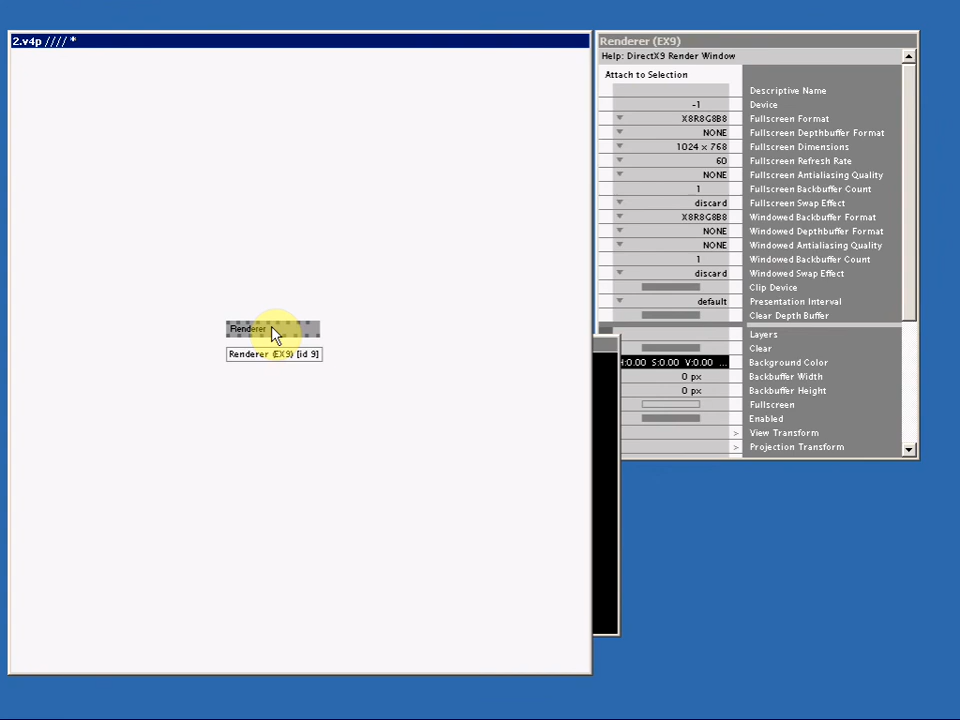 2.v4p //// *
Renderer
Renderer (EX9) [id 9]
Renderer (EX9)
Help: DirectX9 Render Window
Attach to Selection
Descriptive Name
-1 Device
X8R8G8B8 Fullscreen Format
NONE Fullscreen Depthbuffer Format
1024 x 768 Fullscreen Dimensions
60 Fullscreen Refresh Rate
NONE Fullscreen Antialiasing Quality
1 Fullscreen Backbuffer Count
discard Fullscreen Swap Effect
X8R8G8B8 Windowed Backbuffer Format
NONE Windowed Depthbuffer Format
NONE Windowed Antialiasing Quality
1 Windowed Backbuffer Count
discard Windowed Swap Effect
Clip Device
default Presentation Interval
Clear Depth Buffer
Layers
Clear
H:0.00 S:0.00 V:0.00 ... Background Color
0 px Backbuffer Width
0 px Backbuffer Height
Fullscreen
Enabled
> View Transform
> Projection Transform